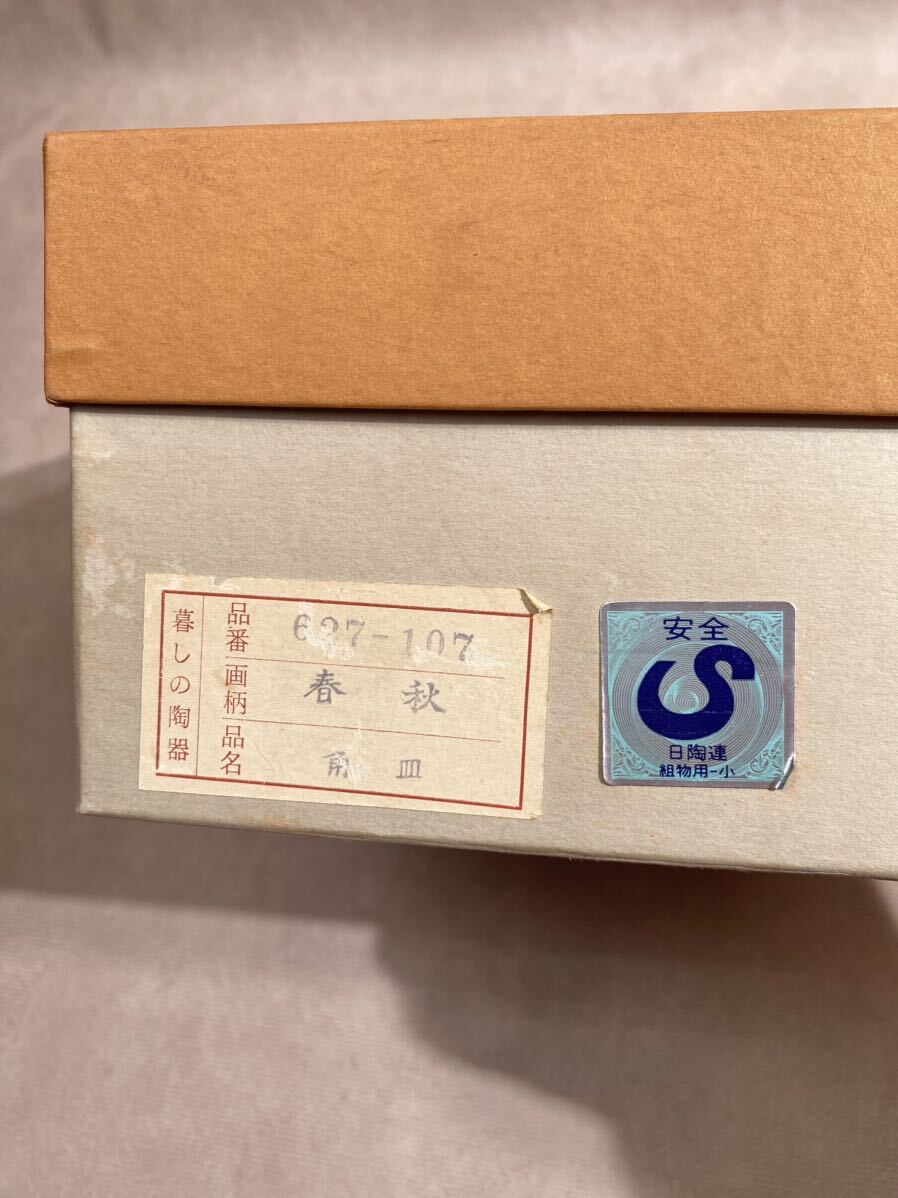 暮しの陶器
品番 627-107
画柄 春秋
品名 角皿
安全
S
日陶連
組物用-小